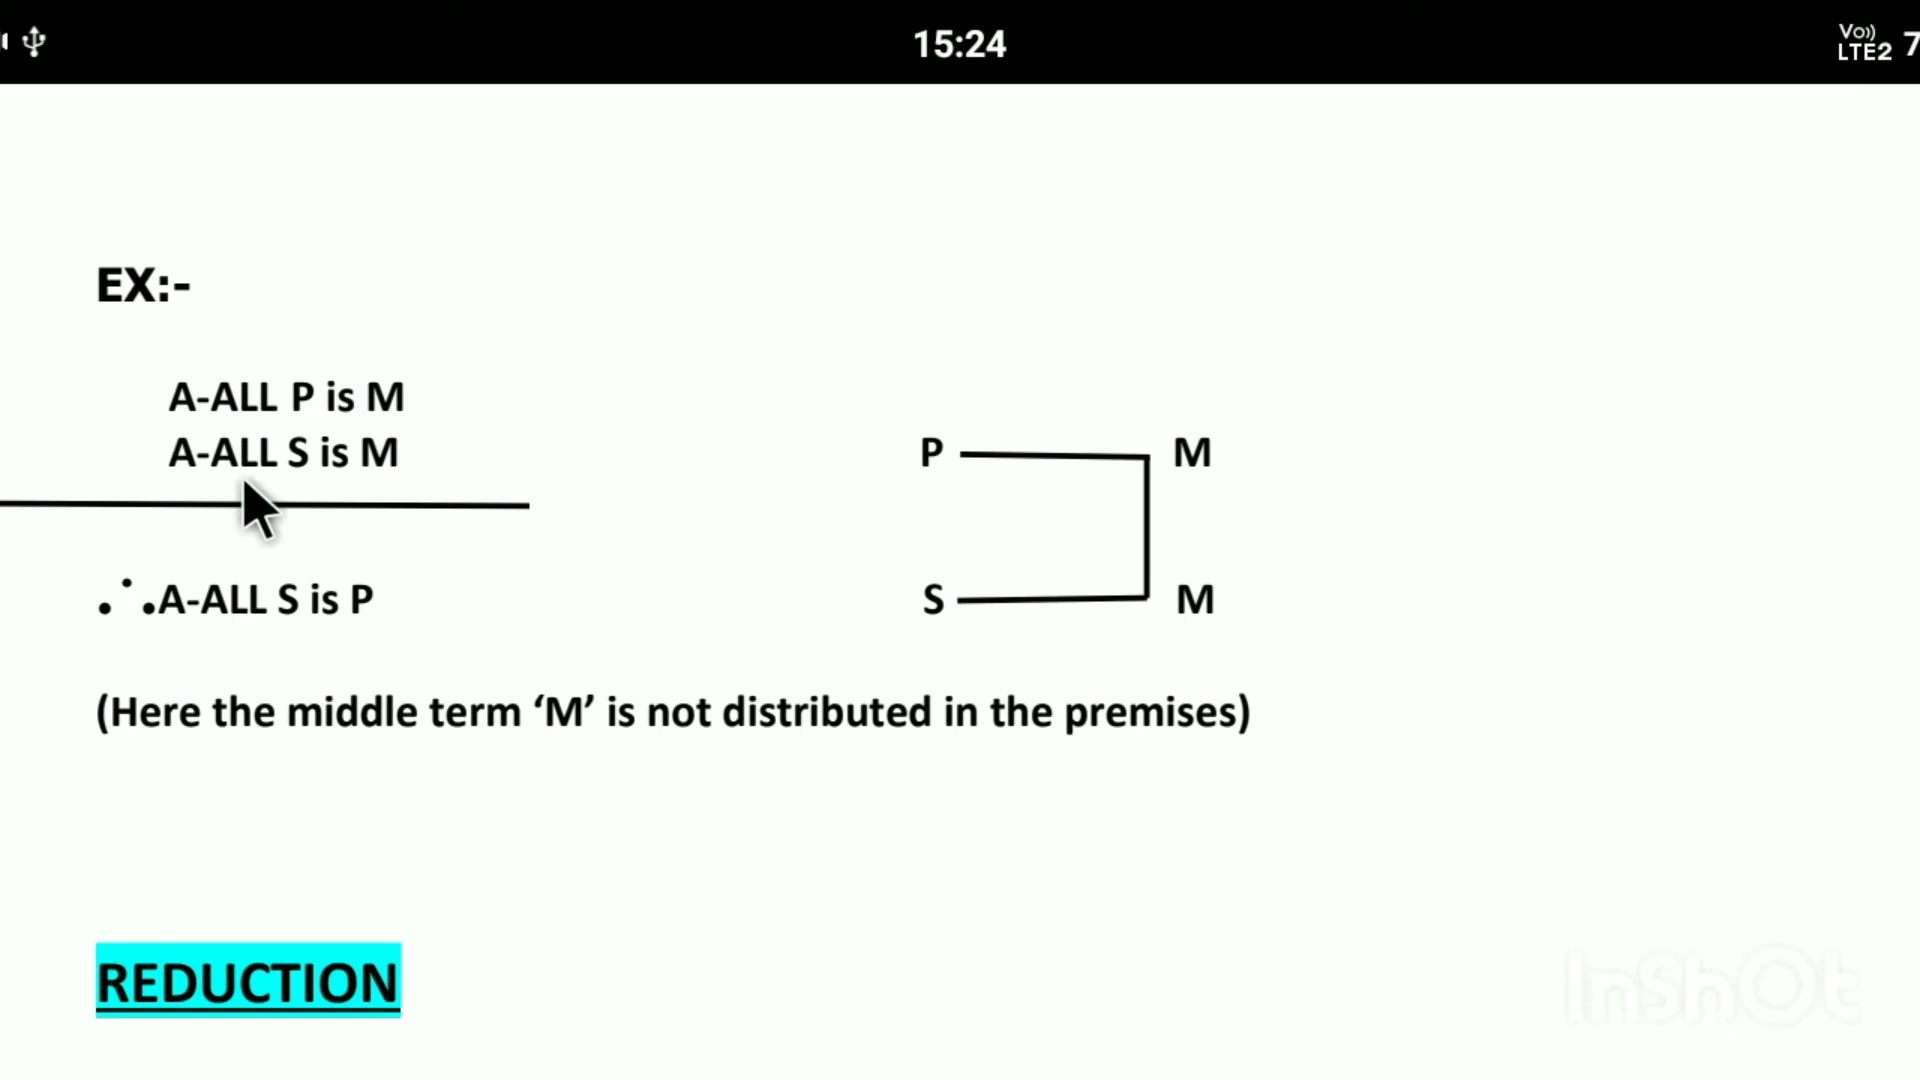 15:24
Vo))
LTE2 7
EX:-
A-ALL P is M
A-ALL S is M
∴A-ALL S is P
P M
S M
(Here the middle term ‘M’ is not distributed in the premises)
REDUCTION
InShOt